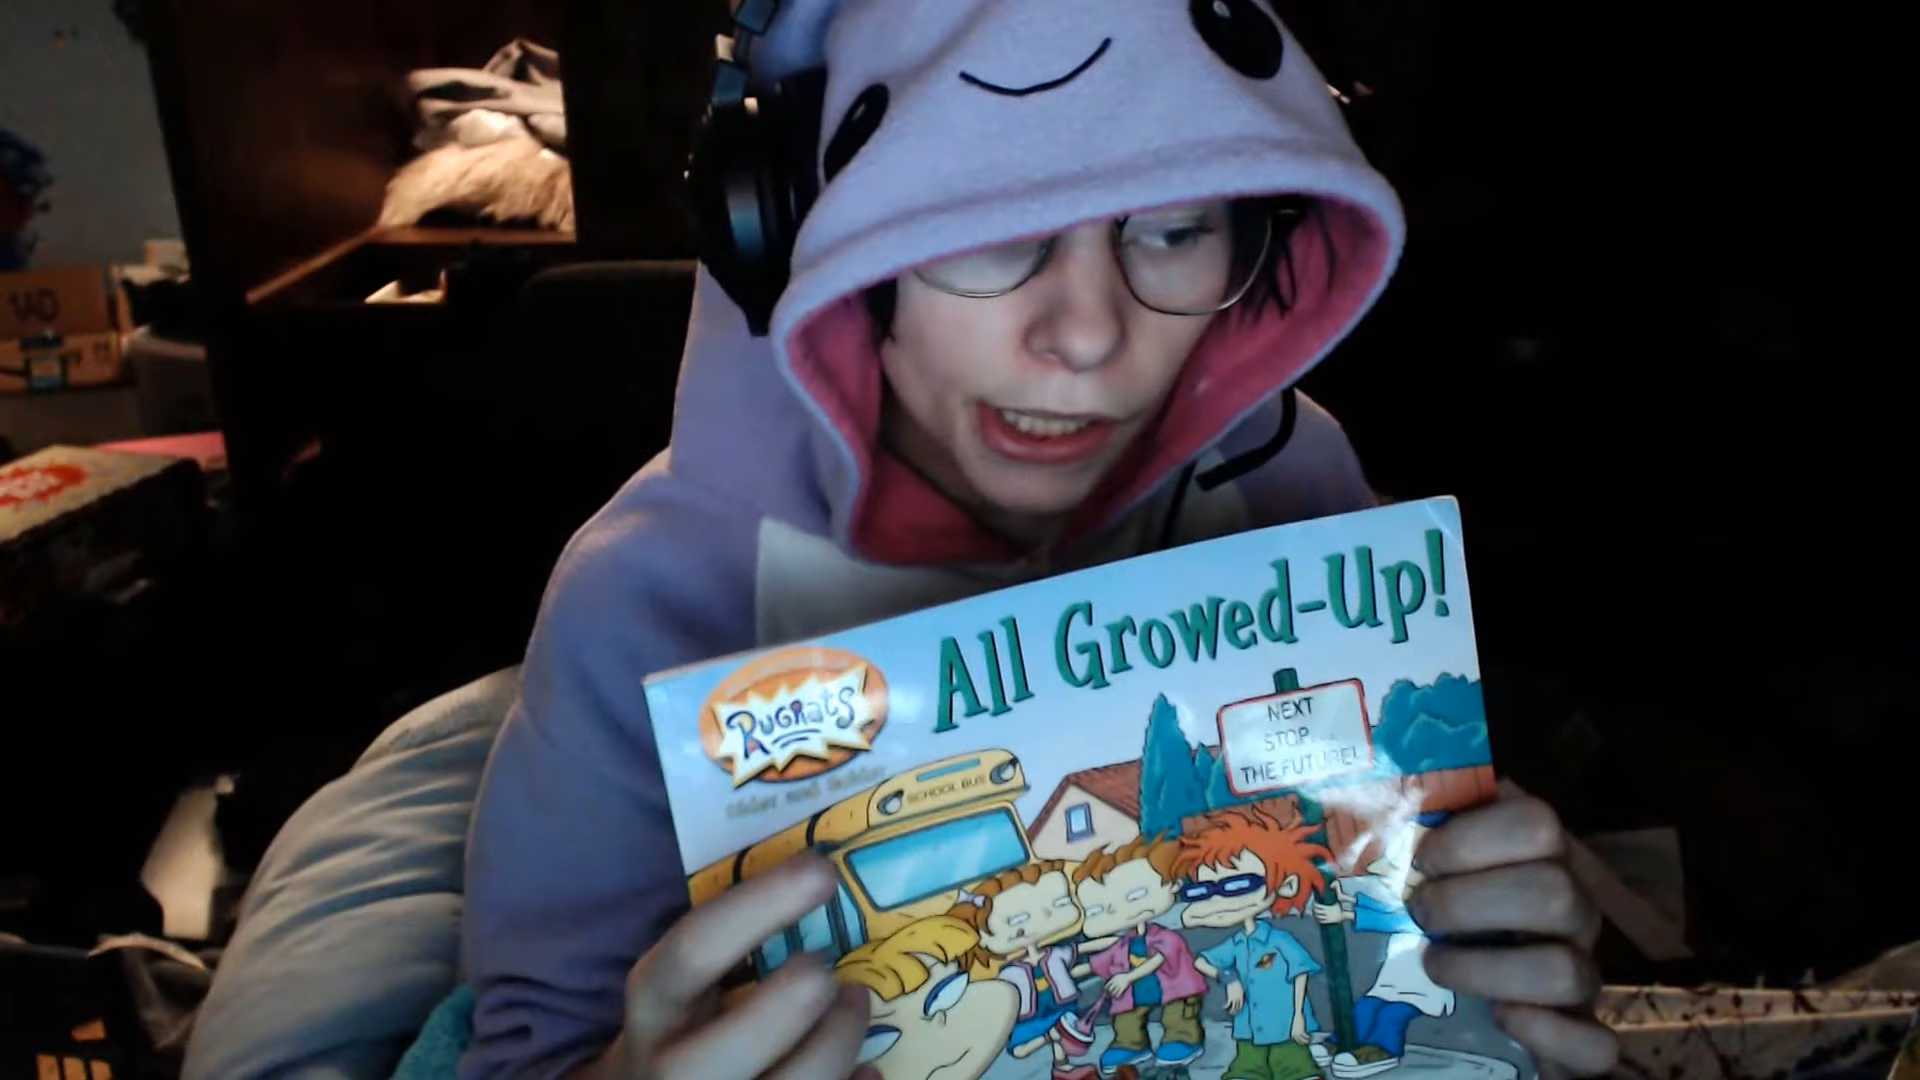 All Growed-Up!
RUGRatS
NEXT
STOP...
THE FUTURE!
SCHOOL BUS